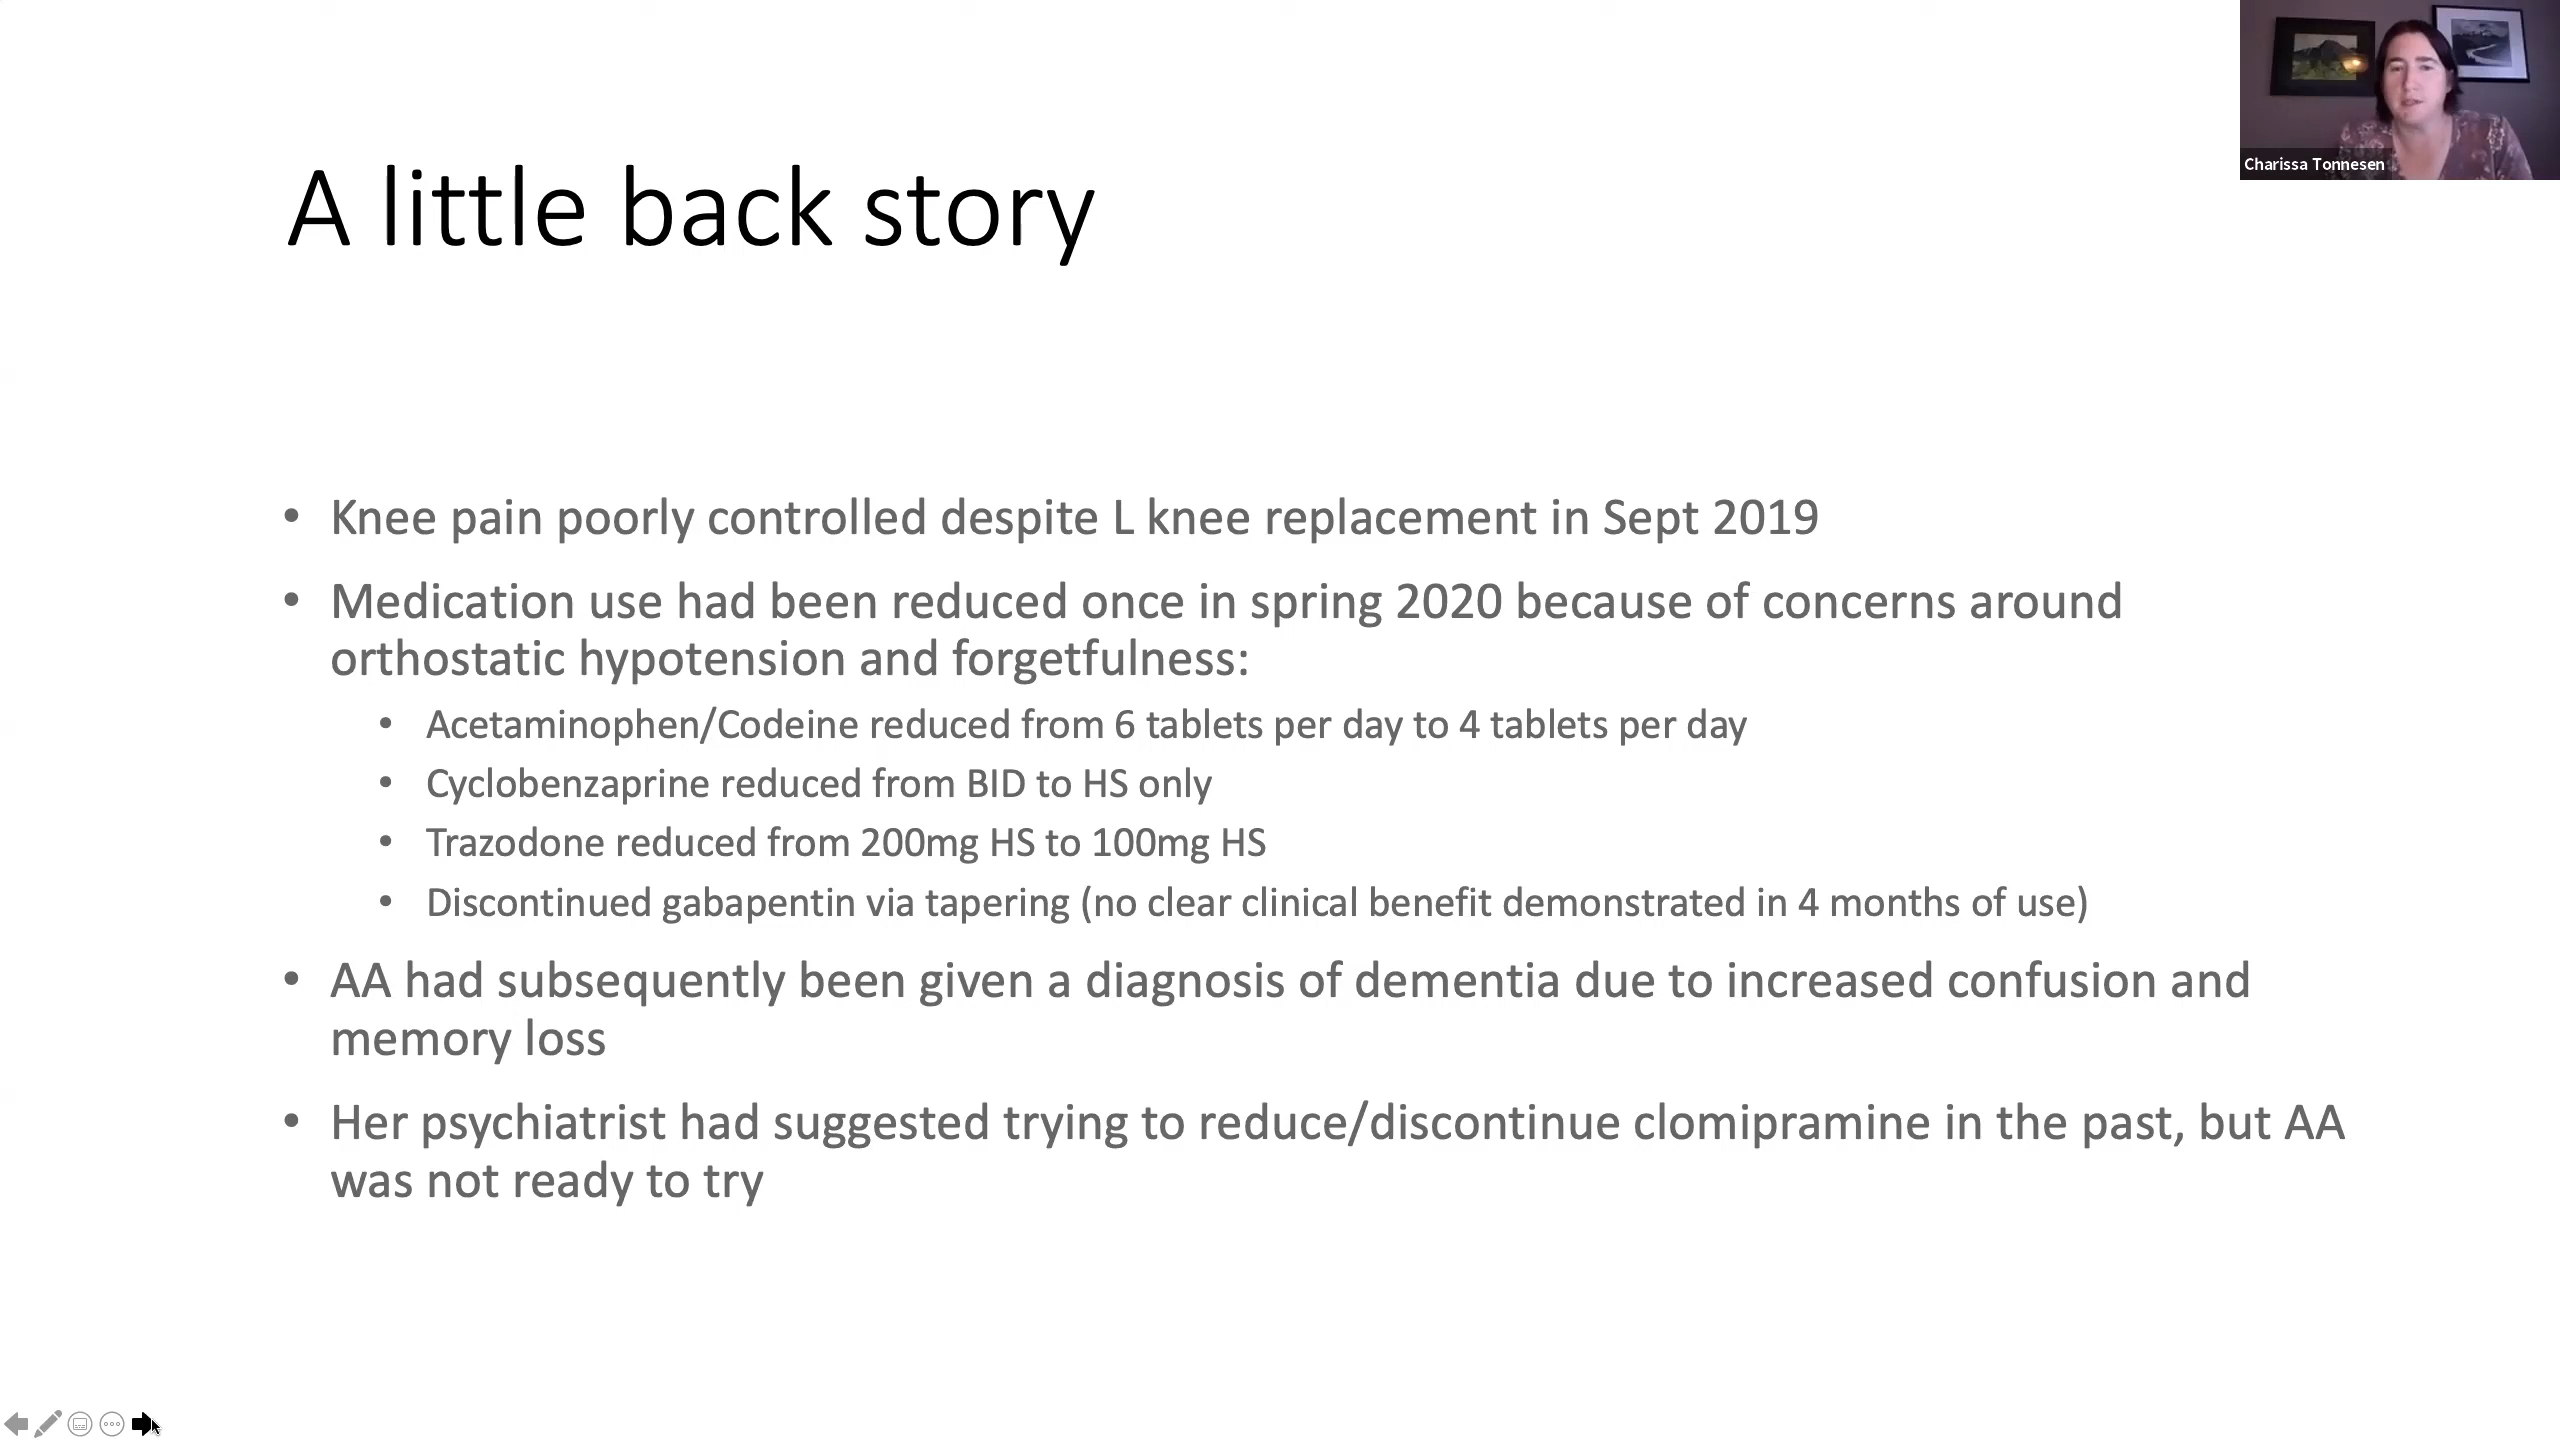 A little back story
Charissa Tonnesen
• Knee pain poorly controlled despite L knee replacement in Sept 2019
• Medication use had been reduced once in spring 2020 because of concerns around
orthostatic hypotension and forgetfulness:
• Acetaminophen/Codeine reduced from 6 tablets per day to 4 tablets per day
• Cyclobenzaprine reduced from BID to HS only
• Trazodone reduced from 200mg HS to 100mg HS
• Discontinued gabapentin via tapering (no clear clinical benefit demonstrated in 4 months of use)
• AA had subsequently been given a diagnosis of dementia due to increased confusion and
memory loss
• Her psychiatrist had suggested trying to reduce/discontinue clomipramine in the past, but AA
was not ready to try